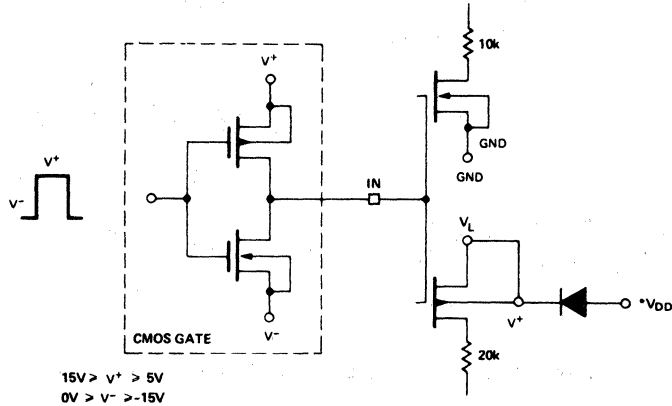 V+
10k
V+
GND
GND
V-
IN
VL
V-
CMOS GATE
V+
*VDD
20k
15V ≥ V+ ≥ 5V
0V ≥ V- ≥ -15V